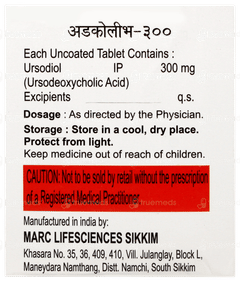 अडकोलीभ-३००
Each Uncoated Tablet Contains :
Ursodiol IP 300 mg
(Ursodeoxycholic Acid)
Excipients q.s.
Dosage : As directed by the Physician.
Storage : Store in a cool, dry place.
Protect from light.
Keep medicine out of reach of children.
CAUTION: Not to be sold by retail without the prescription
of a Registered Medical Practitioner.
Manufactured in india by:
MARC LIFESCIENCES SIKKIM
Khasara No. 35, 36, 409, 410, Vill. Julanglay, Block L,
Maneydara Namthang, Distt. Namchi, South Sikkim